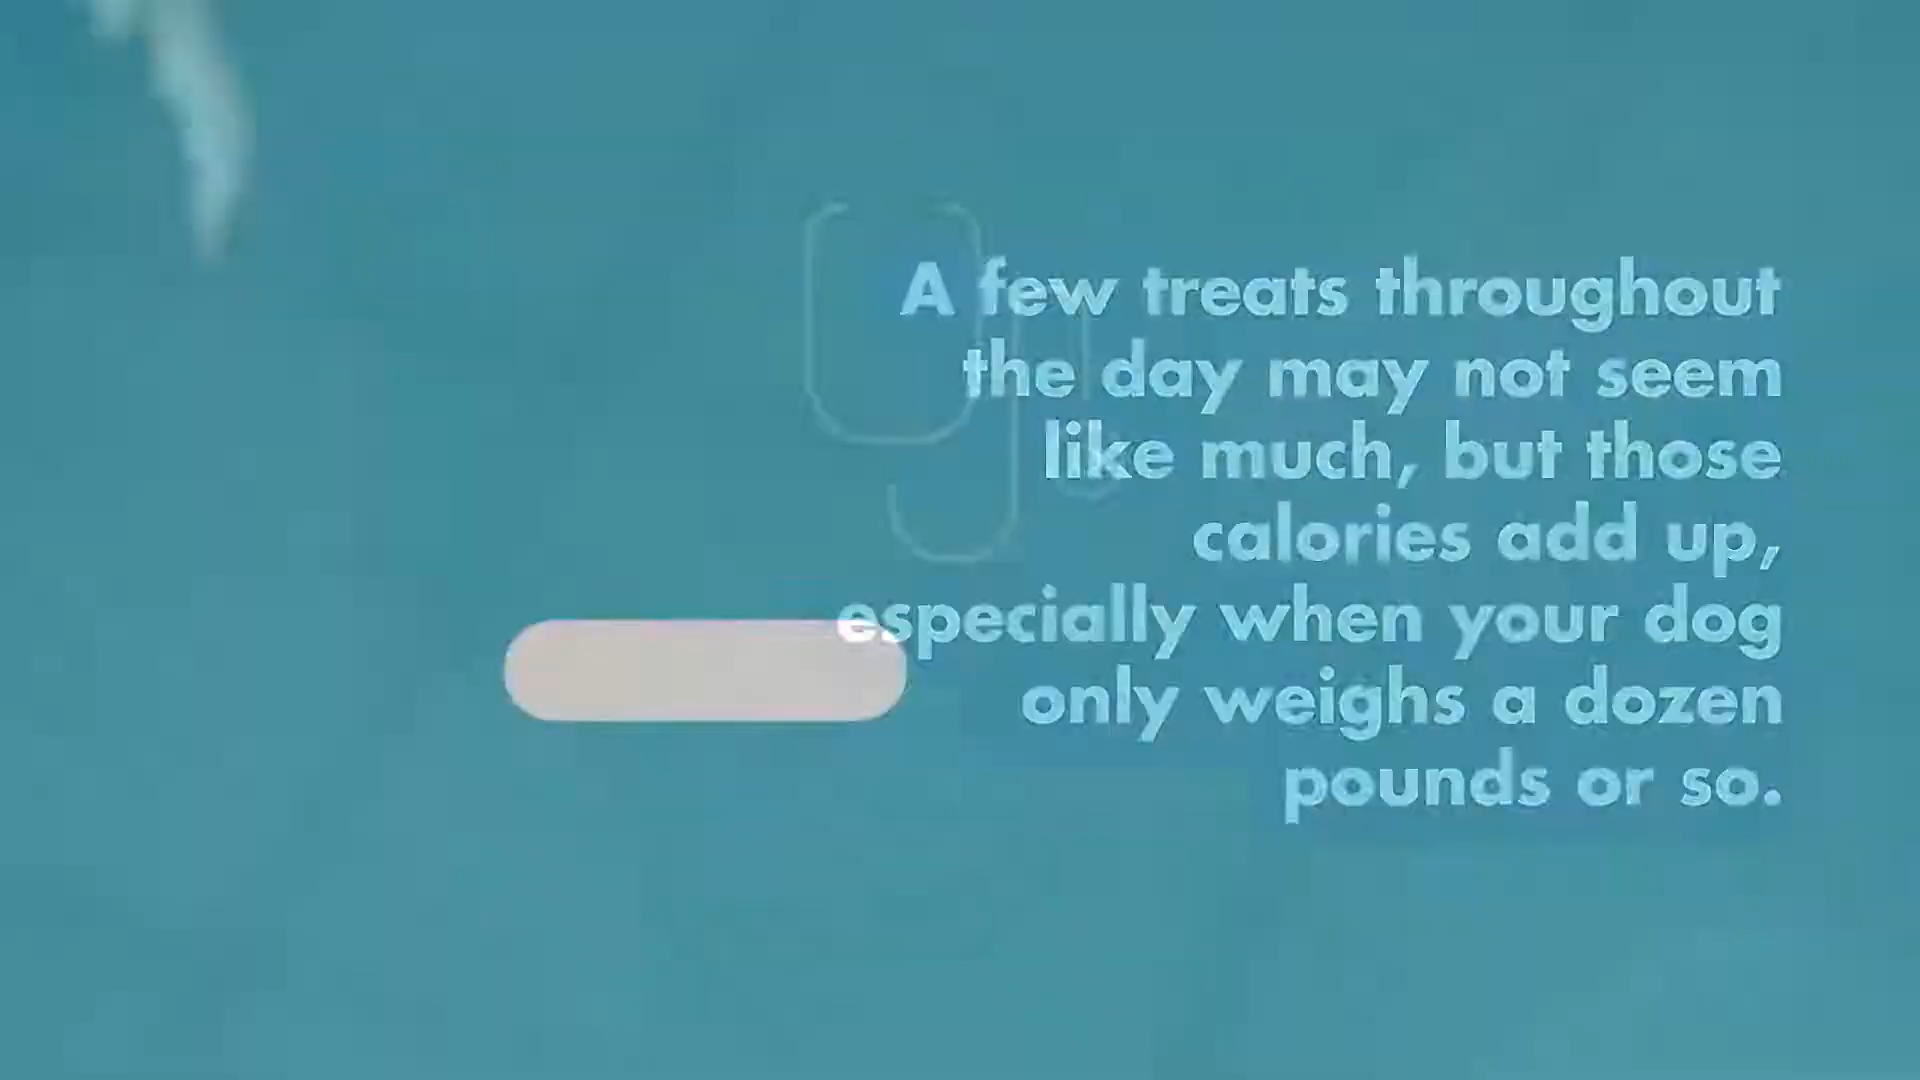 A few treats throughout
the day may not seem
like much, but those
calories add up,
especially when your dog
only weighs a dozen
pounds or so.